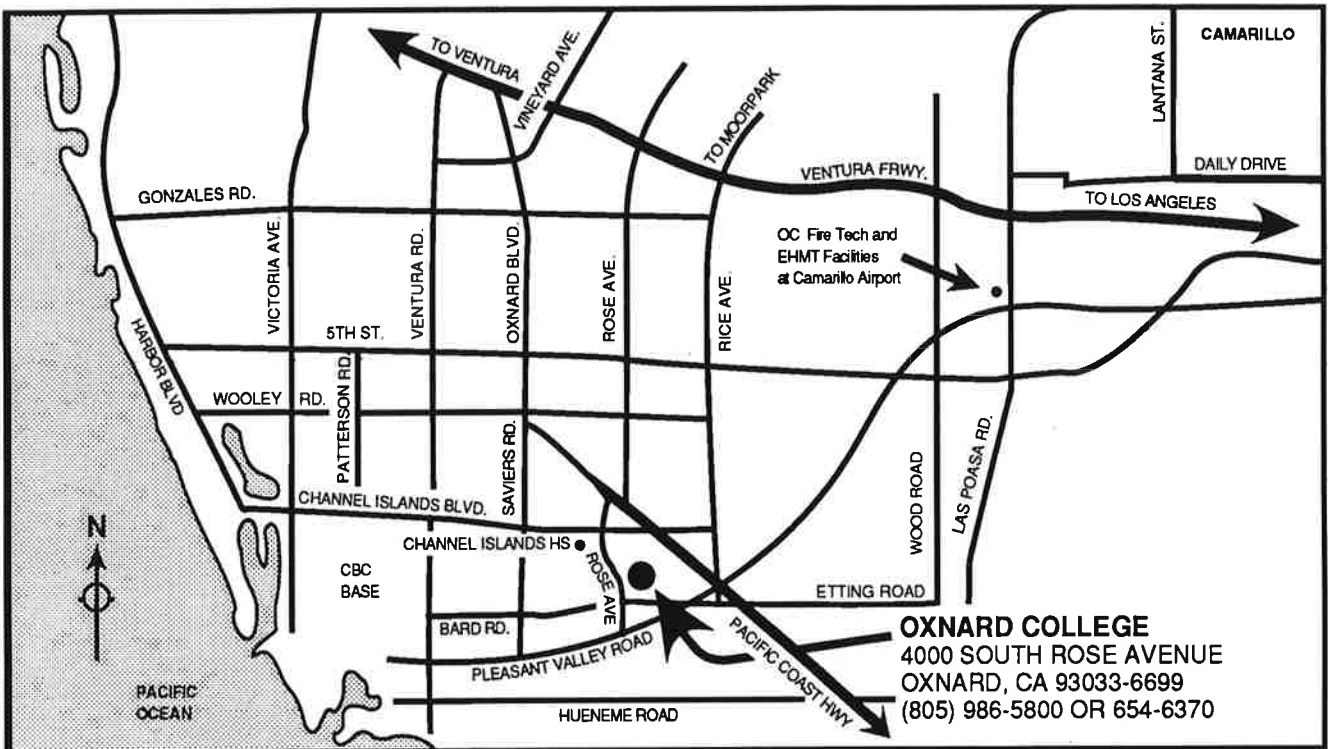 CAMARILLO
LANTANA ST.
TO VENTURA
VINEYARD AVE.
TO MOORPARK
VENTURA FRWY.
DAILY DRIVE
TO LOS ANGELES
GONZALES RD.
VICTORIA AVE.
VENTURA RD.
OXNARD BLVD.
ROSE AVE.
RICE AVE.
OC Fire Tech and
EHMT Facilities
at Camarillo Airport
HARBOR BLVD
5TH ST.
PATTERSON RD.
WOOLEY RD.
SAVIERS RD.
WOOD ROAD
LAS POASA RD.
CHANNEL ISLANDS BLVD.
N
CHANNEL ISLANDS HS
ROSE AVE
CBC
BASE
ETTING ROAD
BARD RD.
PLEASANT VALLEY ROAD
PACIFIC COAST HWY
HUENEME ROAD
PACIFIC
OCEAN
OXNARD COLLEGE
4000 SOUTH ROSE AVENUE
OXNARD, CA 93033-6699
(805) 986-5800 OR 654-6370